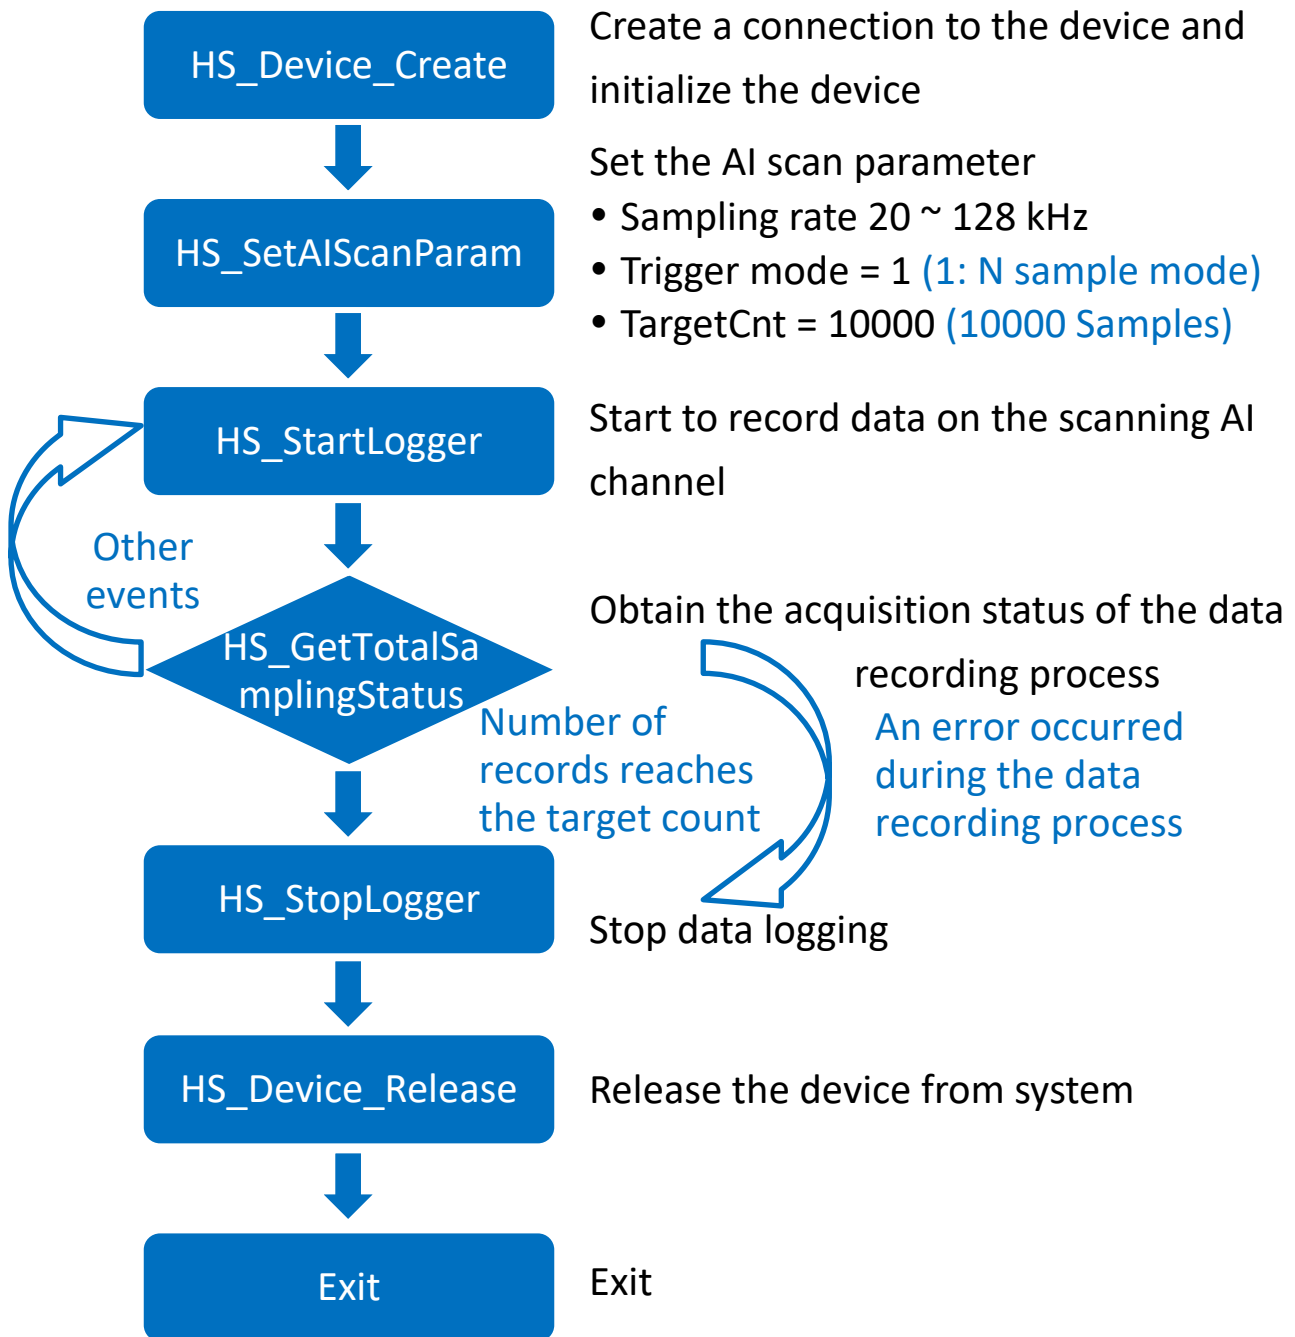 HS_Device_Create
Create a connection to the device and
initialize the device
HS_SetAIScanParam
Set the AI scan parameter
• Sampling rate 20 ~ 128 kHz
• Trigger mode = 1 (1: N sample mode)
• TargetCnt = 10000 (10000 Samples)
HS_StartLogger
Start to record data on the scanning AI
channel
Other
events
HS_GetTotalSa
mplingStatus
Obtain the acquisition status of the data
recording process
Number of
records reaches
the target count
An error occurred
during the data
recording process
HS_StopLogger
Stop data logging
HS_Device_Release
Release the device from system
Exit
Exit